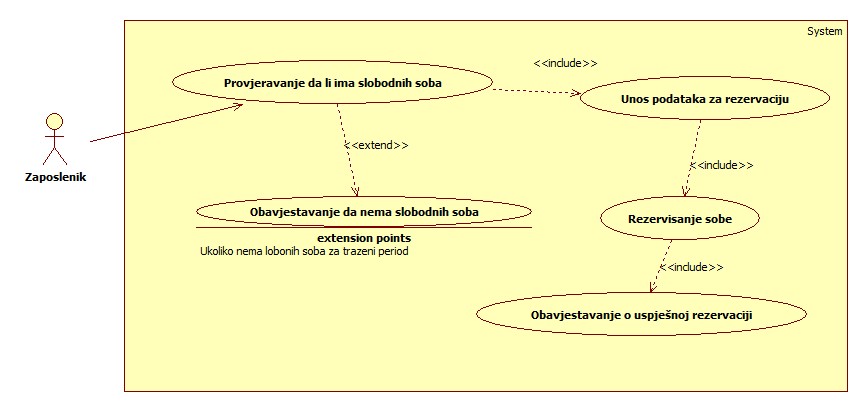 System
<<include>>
Provjeravanje da li ima slobodnih soba
Unos podataka za rezervaciju
<<extend>>
<<include>>
Zaposlenik
Obavjestavanje da nema slobodnih soba
Rezervisanje sobe
extension points
Ukoliko nema lobonih soba za trazeni period
<<include>>
Obavjestavanje o uspješnoj rezervaciji